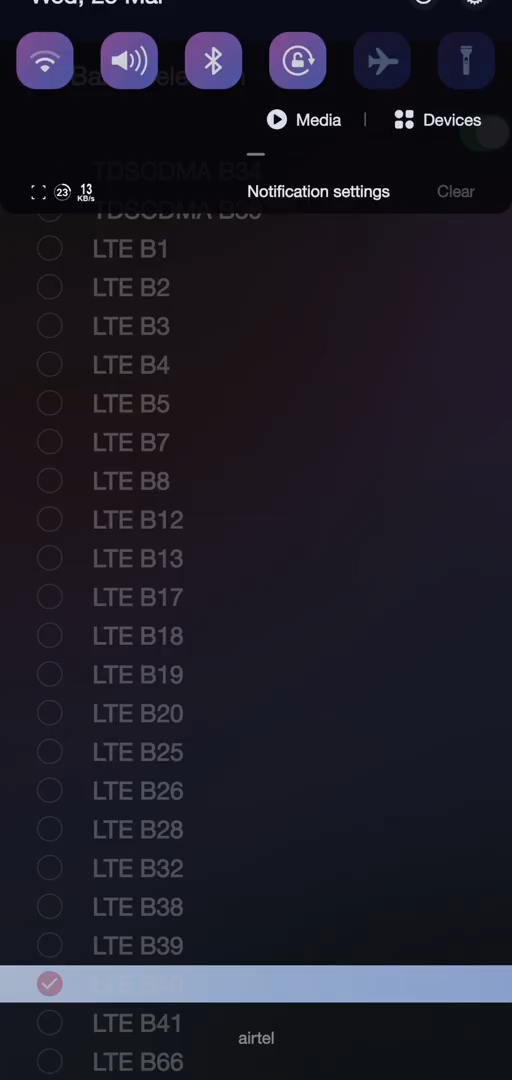 Media | Devices
23 13 KB/s Notification settings Clear
TDSCDMA B34
LTE B1
LTE B2
LTE B3
LTE B4
LTE B5
LTE B7
LTE B8
LTE B12
LTE B13
LTE B17
LTE B18
LTE B19
LTE B20
LTE B25
LTE B26
LTE B28
LTE B32
LTE B38
LTE B39
LTE B41
airtel
LTE B66